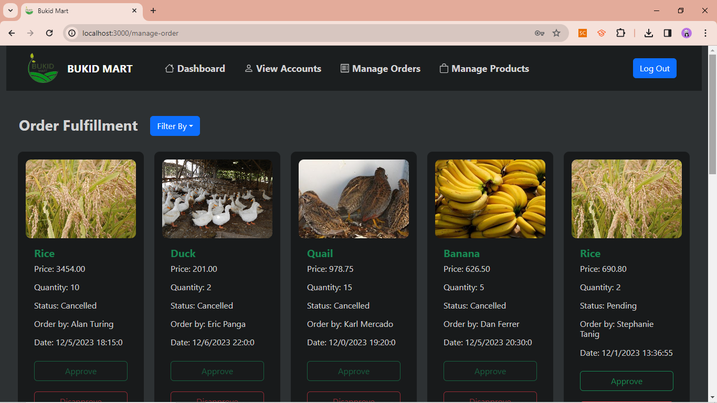 Bukid Mart
localhost:3000/manage-order
BUKID
BUKID MART
Dashboard
View Accounts
Manage Orders
Manage Products
Log Out
Order Fulfillment
Filter By
Rice
Price: 3454.00
Quantity: 10
Status: Cancelled
Order by: Alan Turing
Date: 12/5/2023 18:15:0
Approve
Disapprove
Duck
Price: 201.00
Quantity: 2
Status: Cancelled
Order by: Eric Panga
Date: 12/6/2023 22:0:0
Approve
Disapprove
Quail
Price: 978.75
Quantity: 15
Status: Cancelled
Order by: Karl Mercado
Date: 12/0/2023 19:20:0
Approve
Disapprove
Banana
Price: 626.50
Quantity: 5
Status: Cancelled
Order by: Dan Ferrer
Date: 12/5/2023 20:30:0
Approve
Disapprove
Rice
Price: 690.80
Quantity: 2
Status: Pending
Order by: Stephanie
Tanig
Date: 12/1/2023 13:36:55
Approve